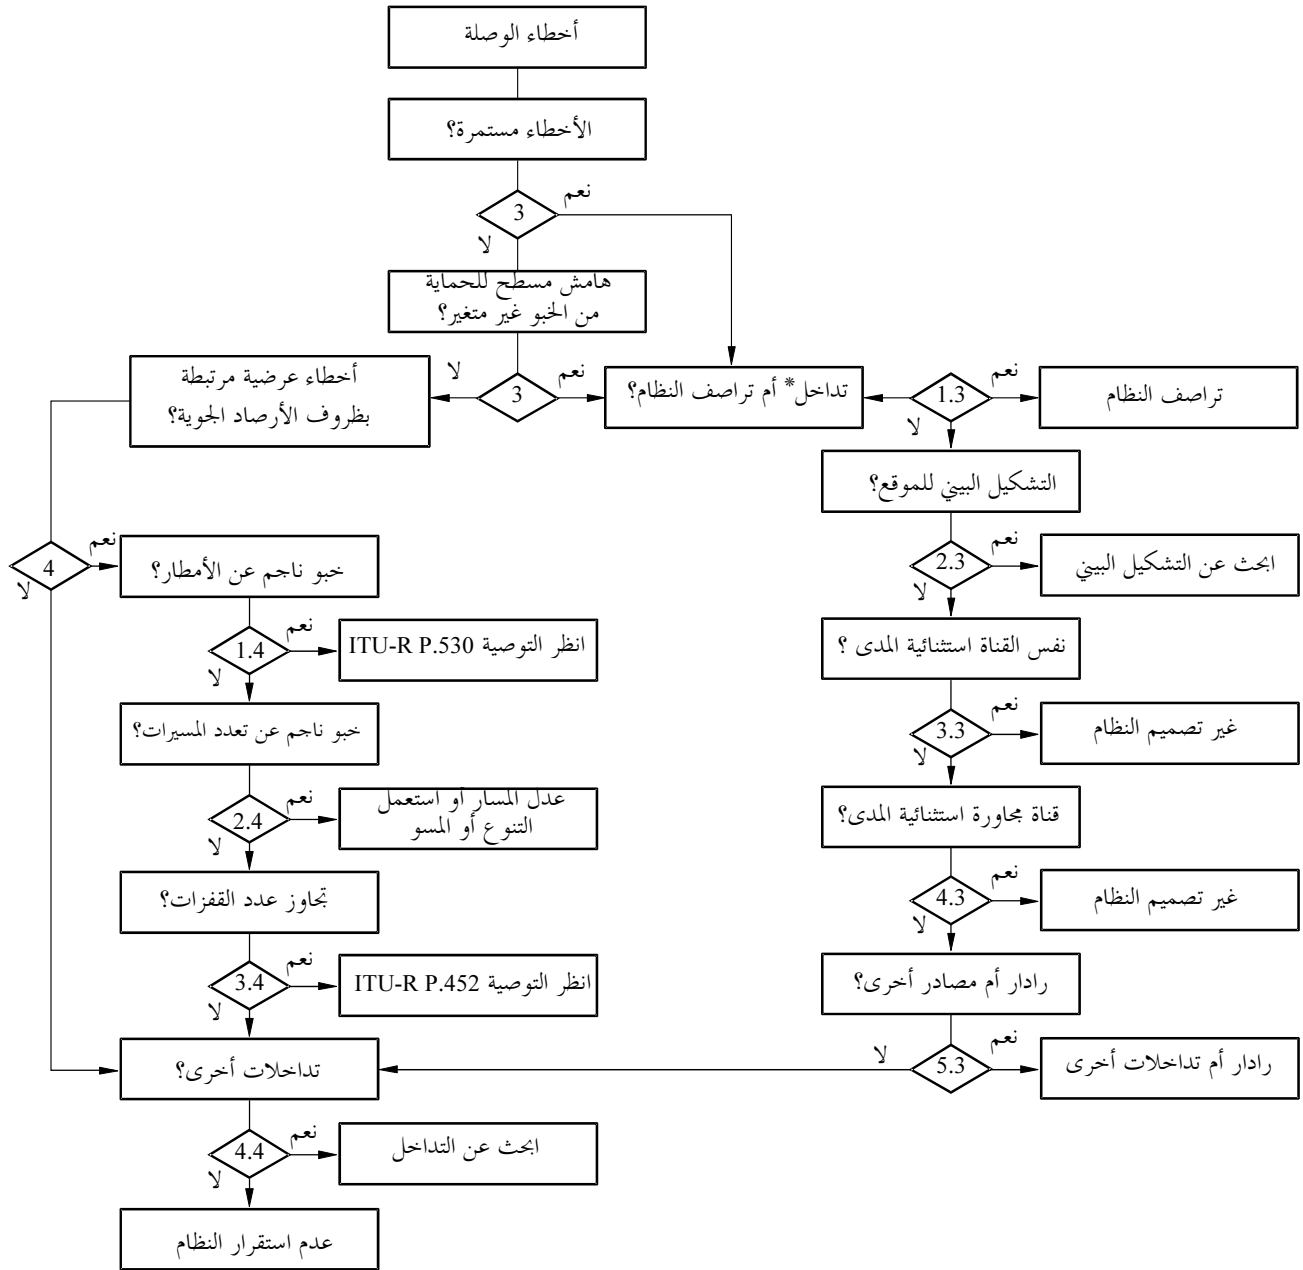 أخطاء الوصلة
الأخطاء مستمرة؟
نعم
3
لا
هامش مسطح للحماية
من الخبو غير متغير؟
أخطاء عرضية مرتبطة
بظروف الأرصاد الجوية؟
لا
3
نعم
تداخل* أم تراصف النظام؟
1.3
نعم
لا
تراصف النظام
التشكيل البيني للموقع؟
2.3
نعم
لا
ابحث عن التشكيل البيني
نفس القناة استثنائية المدى ؟
3.3
نعم
لا
غير تصميم النظام
قناة مجاورة استثنائية المدى؟
4.3
نعم
لا
غير تصميم النظام
رادار أم مصادر أخرى؟
5.3
نعم
لا
رادار أم تداخلات أخرى
4
نعم
لا
خبو ناجم عن الأمطار؟
1.4
نعم
لا
انظر التوصية ITU-R P.530
خبو ناجم عن تعدد المسيرات؟
2.4
نعم
لا
عدل المسار أو استعمل
التنوع أو المسو
تجاوز عدد القفزات؟
3.4
نعم
لا
انظر التوصية ITU-R P.452
تداخلات أخرى؟
4.4
نعم
لا
ابحث عن التداخل
عدم استقرار النظام